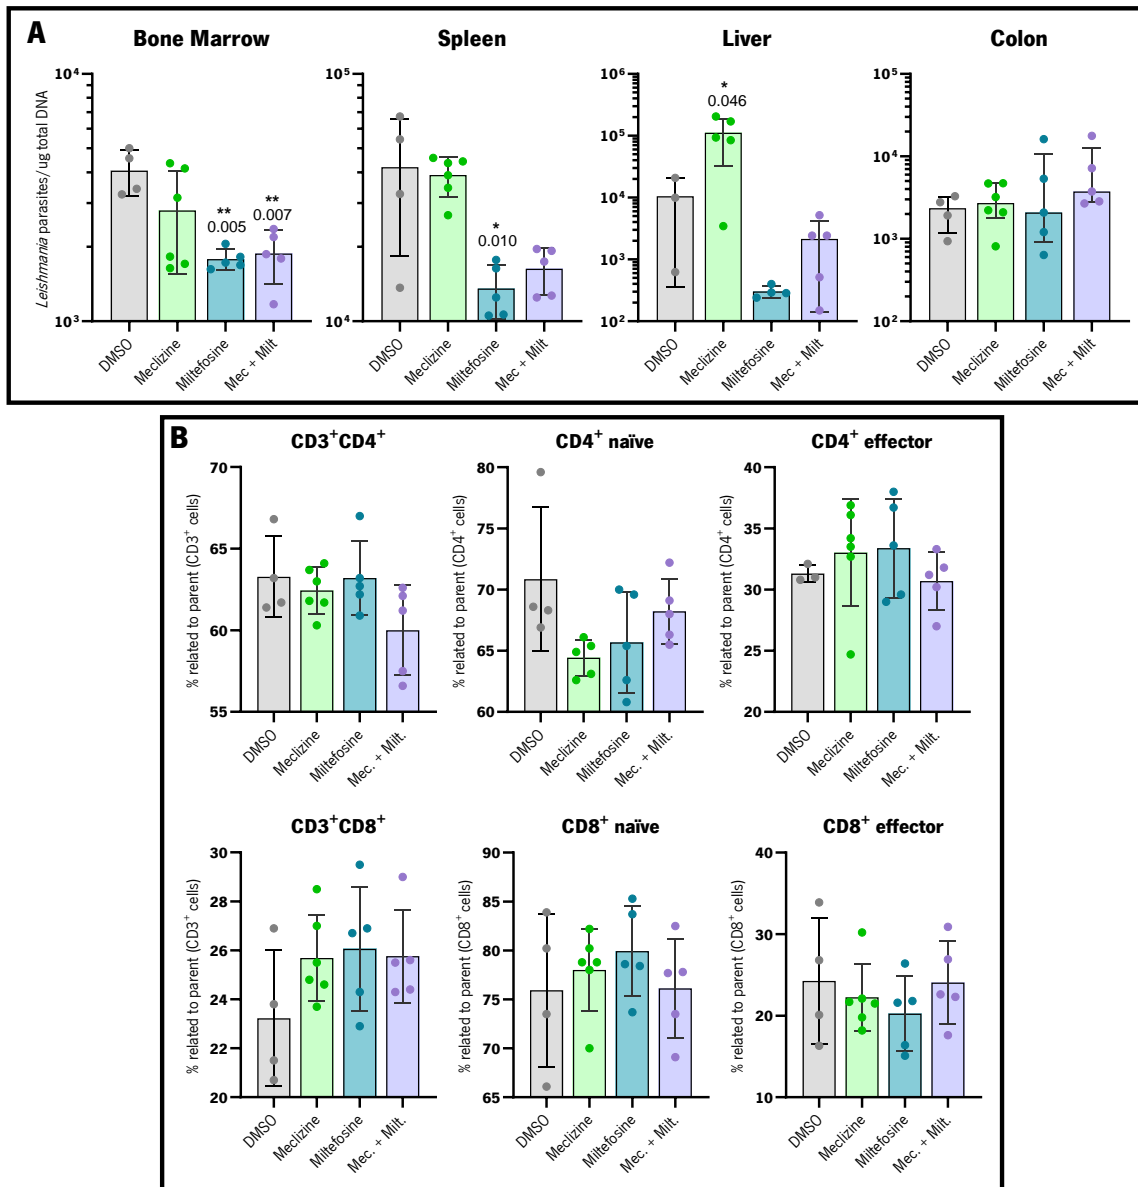 A
Bone Marrow
Spleen
Liver
Colon
Leishmania parasites/ ug total DNA
10⁴
10³
**
0.005
**
0.007
DMSO
Meclizine
Miltefosine
Mec + Milt
10⁵
10⁴
*
0.010
DMSO
Meclizine
Miltefosine
Mec + Milt
10⁶
10⁵
10⁴
10³
10²
*
0.046
DMSO
Meclizine
Miltefosine
Mec + Milt
10⁵
10⁴
10³
10²
DMSO
Meclizine
Miltefosine
Mec + Milt
B
CD3⁺CD4⁺
% related to parent (CD3⁺ cells)
70
65
60
55
DMSO
Meclizine
Miltefosine
Mec. + Milt.
CD4⁺ naïve
% related to parent (CD4⁺ cells)
80
75
70
65
60
DMSO
Meclizine
Miltefosine
Mec. + Milt.
CD4⁺ effector
% related to parent (CD4⁺ cells)
40
35
30
25
20
DMSO
Meclizine
Miltefosine
Mec. + Milt.
CD3⁺CD8⁺
% related to parent (CD3⁺ cells)
30
28
26
24
22
20
DMSO
Meclizine
Miltefosine
Mec. + Milt.
CD8⁺ naïve
% related to parent (CD8⁺ cells)
90
85
80
75
70
65
DMSO
Meclizine
Miltefosine
Mec. + Milt.
CD8⁺ effector
% related to parent (CD8⁺ cells)
40
30
20
10
DMSO
Meclizine
Miltefosine
Mec. + Milt.